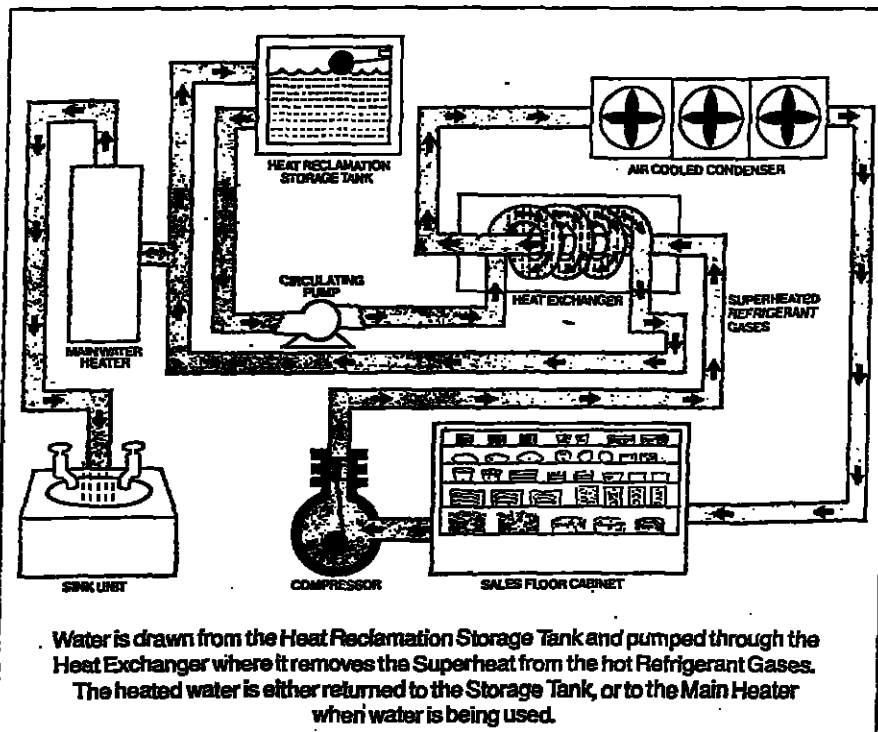 HEAT RECLAMATION
STORAGE TANK
AIR COOLED CONDENSER
CIRCULATING
PUMP
HEAT EXCHANGER
SUPERHEATED
REFRIGERANT
GASES
MAIN WATER
HEATER
SINK UNIT
COMPRESSOR
SALES FLOOR CABINET
Water is drawn from the Heat Reclamation Storage Tank and pumped through the
Heat Exchanger where it removes the Superheat from the hot Refrigerant Gases.
The heated water is either returned to the Storage Tank, or to the Main Heater
when water is being used.